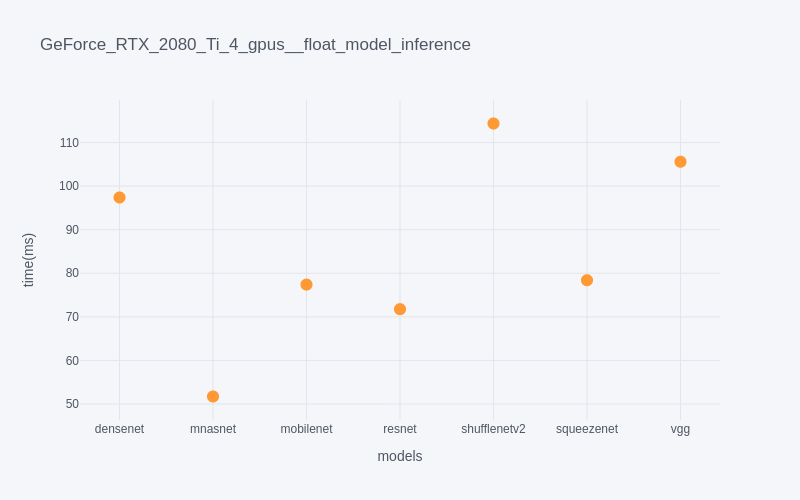 GeForce_RTX_2080_Ti_4_gpus__float_model_inference
110
100
90
80
70
60
50
time(ms)
densenet mnasnet mobilenet resnet shufflenetv2 squeezenet vgg
models